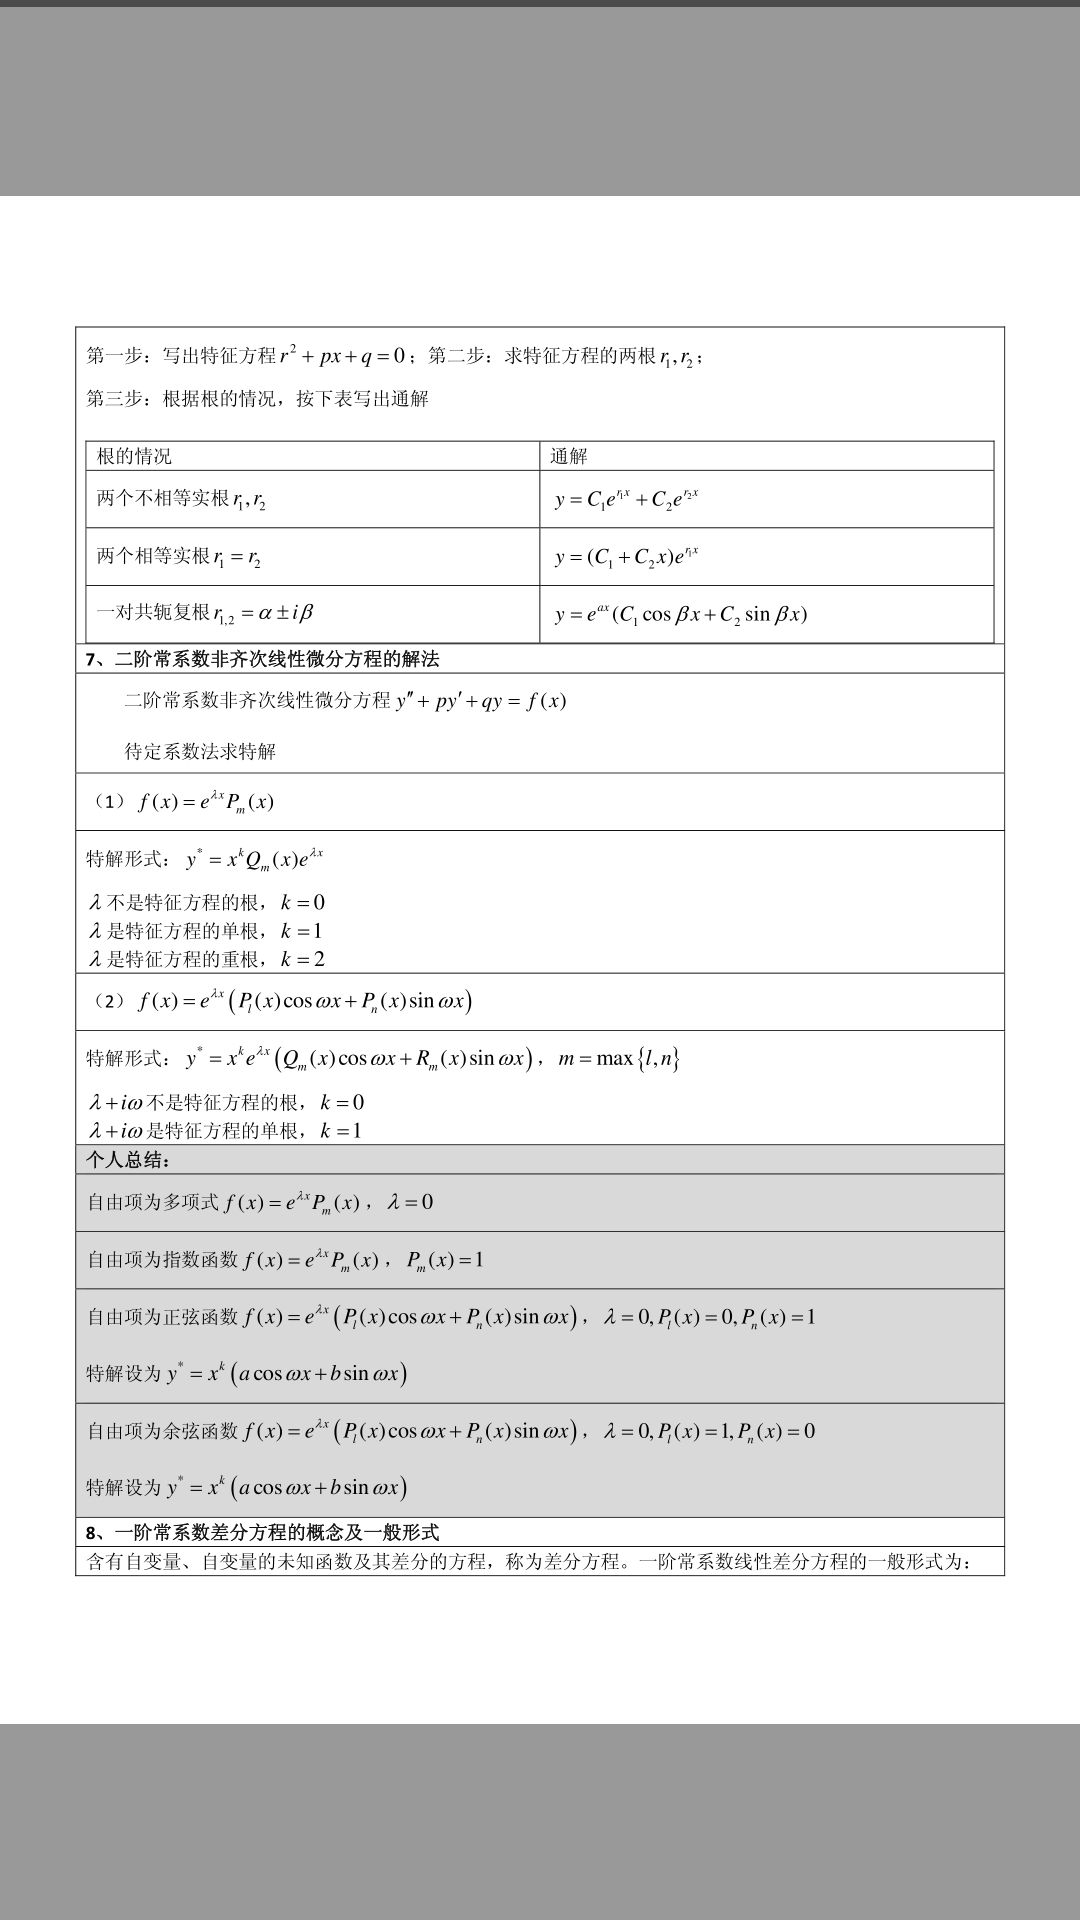 第一步：写出特征方程 r² + px + q = 0；第二步：求特征方程的两根 r₁, r₂；
第三步：根据根的情况，按下表写出通解
根的情况 通解
两个不相等实根 r₁, r₂ y = C₁e^{r₁x} + C₂e^{r₂x}
两个相等实根 r₁ = r₂ y = (C₁ + C₂x)e^{r₁x}
一对共轭复根 r₁,₂ = α ± iβ y = e^{αx}(C₁ cos βx + C₂ sin βx)
7、二阶常系数非齐次线性微分方程的解法
二阶常系数非齐次线性微分方程 y″ + py′ + qy = f(x)
待定系数法求特解
（1） f(x) = e^{λx}P_m(x)
特解形式： y* = x^k Q_m(x)e^{λx}
λ 不是特征方程的根， k = 0
λ 是特征方程的单根， k = 1
λ 是特征方程的重根， k = 2
（2） f(x) = e^{λx}(P_l(x)cos ωx + P_n(x)sin ωx)
特解形式： y* = x^k e^{λx}(Q_m(x)cos ωx + R_m(x)sin ωx)， m = max{l,n}
λ + iω 不是特征方程的根， k = 0
λ + iω 是特征方程的单根， k = 1
个人总结：
自由项为多项式 f(x) = e^{λx}P_m(x)， λ = 0
自由项为指数函数 f(x) = e^{λx}P_m(x)， P_m(x) = 1
自由项为正弦函数 f(x) = e^{λx}(P_l(x)cos ωx + P_n(x)sin ωx)， λ = 0, P_l(x) = 0, P_n(x) = 1
特解设为 y* = x^k(a cos ωx + b sin ωx)
自由项为余弦函数 f(x) = e^{λx}(P_l(x)cos ωx + P_n(x)sin ωx)， λ = 0, P_l(x) = 1, P_n(x) = 0
特解设为 y* = x^k(a cos ωx + b sin ωx)
8、一阶常系数差分方程的概念及一般形式
含有自变量、自变量的未知函数及其差分的方程，称为差分方程。一阶常系数线性差分方程的一般形式为：